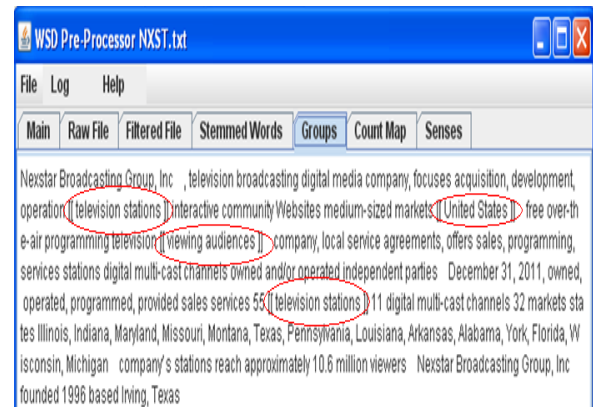 WSD Pre-Processor NXST.txt
File Log Help
Main Raw File Filtered File Stemmed Words Groups Count Map Senses
Nexstar Broadcasting Group, Inc , television broadcasting digital media company, focuses acquisition, development,
operation [[ television stations ]] interactive community Websites medium-sized markets [[ United States ]] free over-th
e-air programming television [[ viewing audiences ]] company, local service agreements, offers sales, programming,
services stations digital multi-cast channels owned and/or operated independent parties December 31, 2011, owned,
operated, programmed, provided sales services 55 [[ television stations ]] 11 digital multi-cast channels 32 markets sta
tes Illinois, Indiana, Maryland, Missouri, Montana, Texas, Pennsylvania, Louisiana, Arkansas, Alabama, York, Florida, W
isconsin, Michigan company's stations reach approximately 10.6 million viewers Nexstar Broadcasting Group, Inc
founded 1996 based Irving, Texas